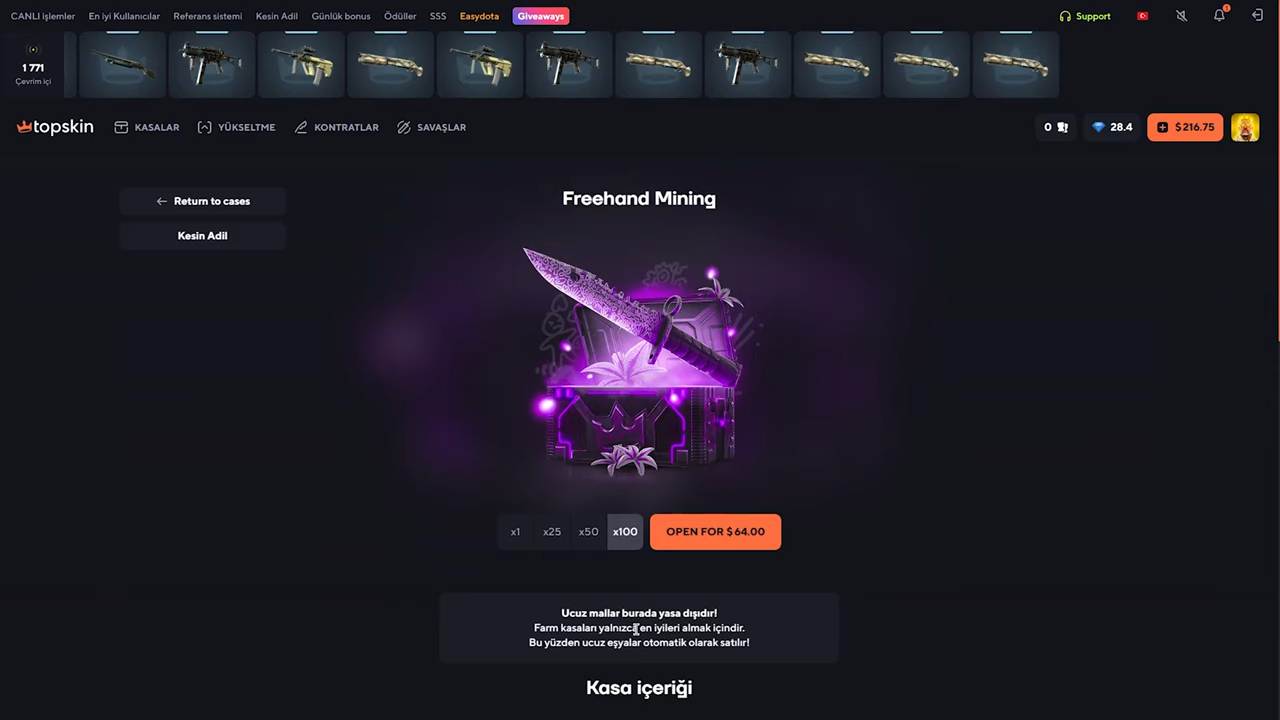 CANLI işlemler En iyi Kullanıcılar Referans sistemi Kesin Adil Günlük bonus Ödüller SSS Easydota Giveaways Support 1
1 771
Çevrim içi
topskin KASALAR YÜKSELTME KONTRATLAR SAVAŞLAR 0 28.4 $ 216.75
← Return to cases
Kesin Adil
Freehand Mining
x1 x25 x50 x100 OPEN FOR $ 64.00
Ucuz mallar burada yasa dışıdır!
Farm kasaları yalnızca en iyileri almak içindir.
Bu yüzden ucuz eşyalar otomatik olarak satılır!
Kasa içeriği